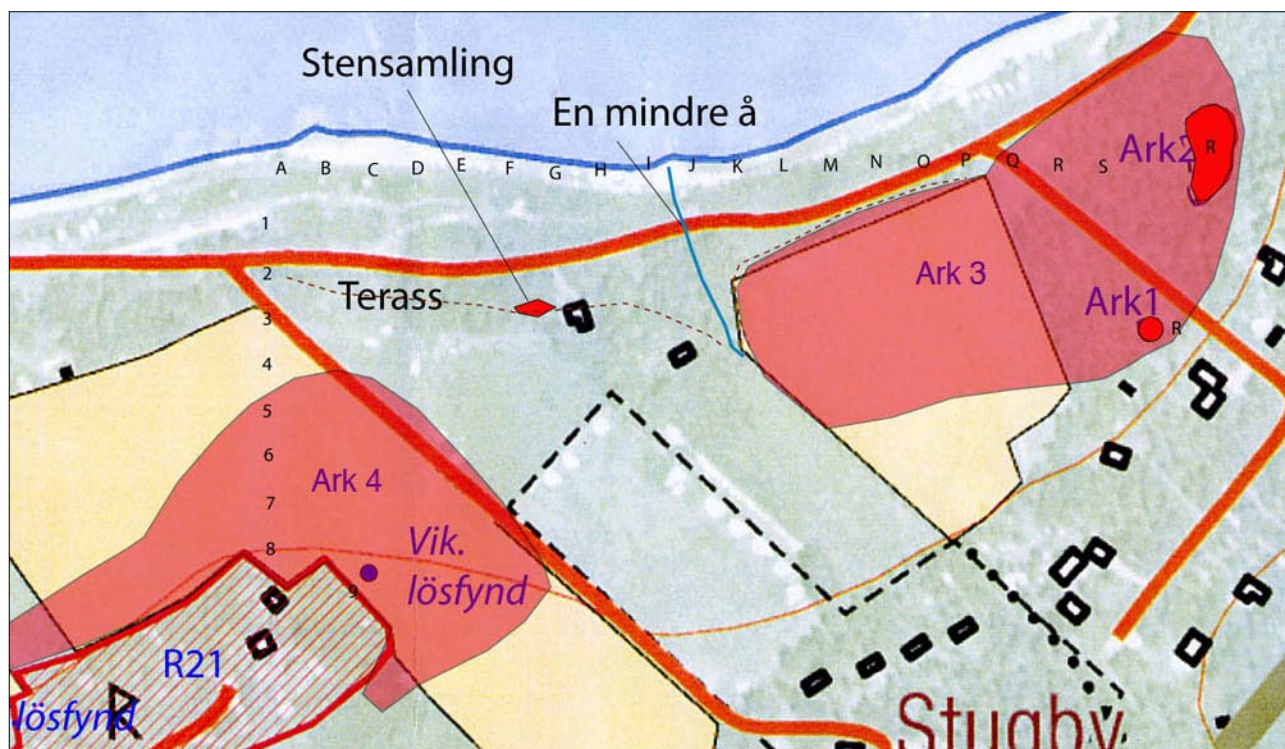 Stensamling
En mindre å
A B C D E F G H I J K L M N O P Q R S
Ark2
R
1
2
Terass
Ark 3
3
Ark1
R
4
5
6
Ark 4
7
Vik.
lösfynd
8
9
R21
R
lösfynd
Stugby